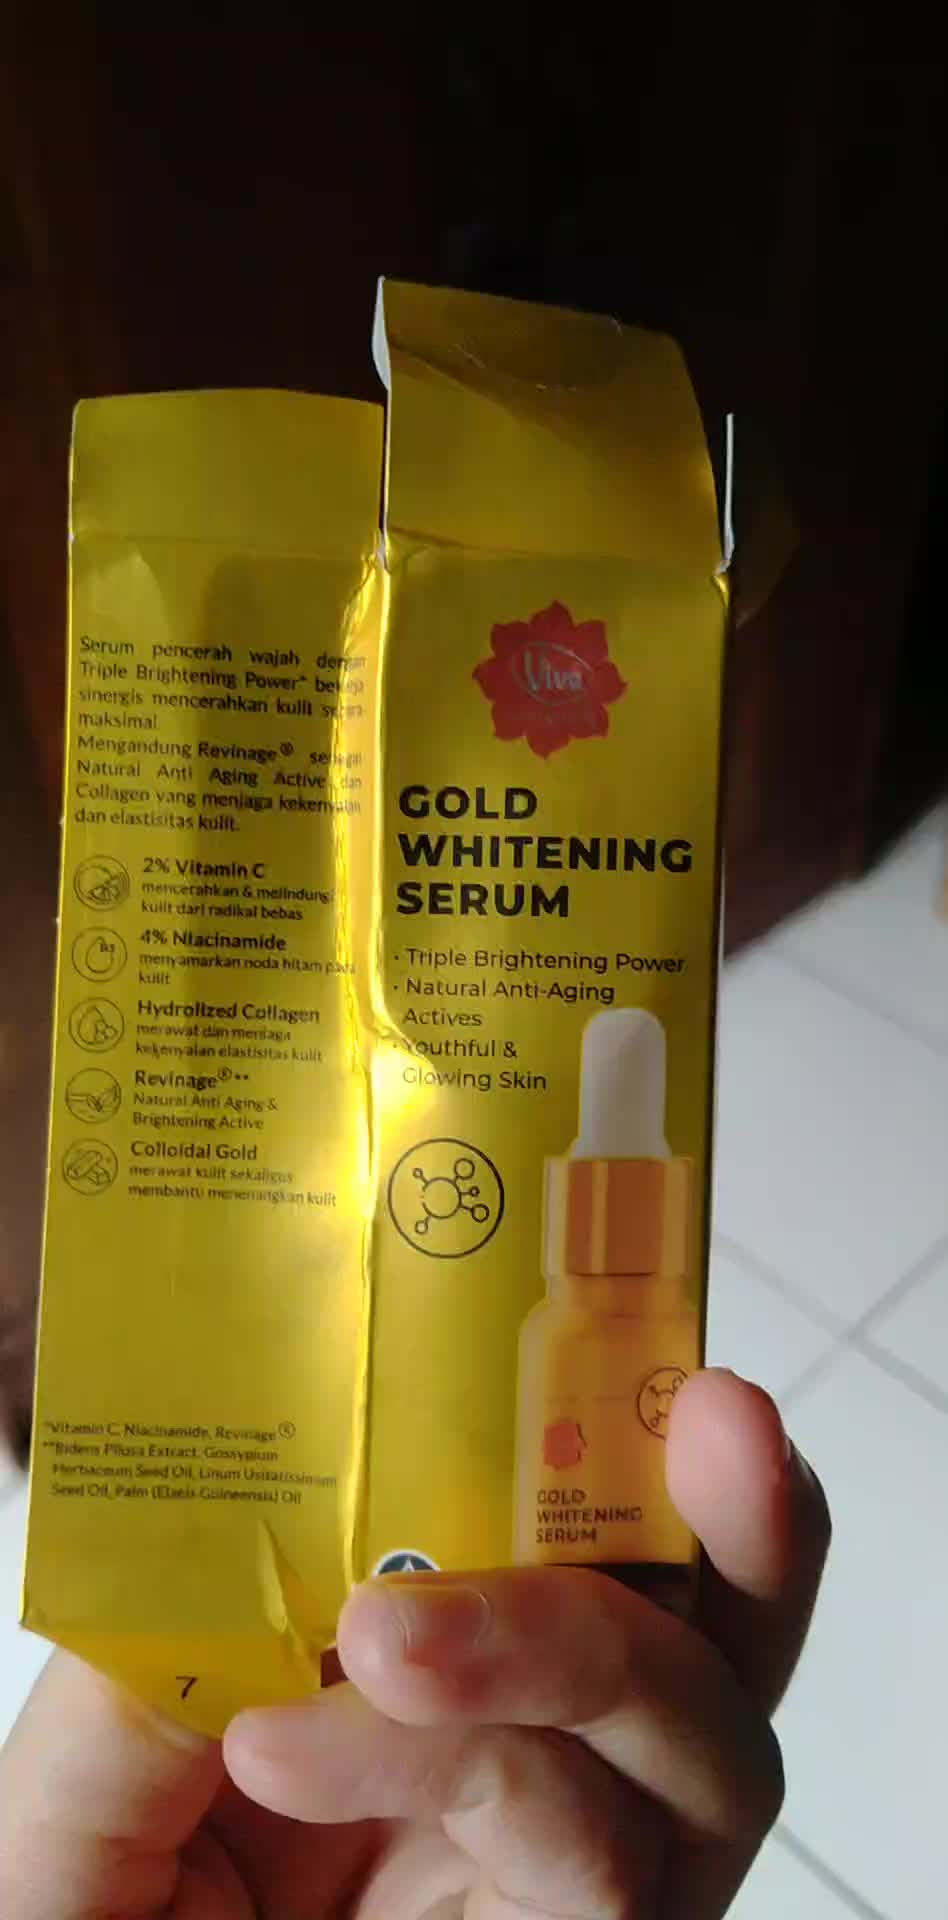 Serum pencerah wajah dengan
Triple Brightening Power* bekerja
sinergis mencerahkan kulit secara
maksimal.
Mengandung Revinage® sebagai
Natural Anti Aging Active dan
Collagen yang menjaga kekenyalan
dan elastisitas kulit.
2% Vitamin C
mencerahkan & melindungi
kulit dari radikal bebas
B3
4% Niacinamide
menyamarkan noda hitam pada
kulit
Hydrolized Collagen
merawat dan menjaga
kekenyalan elastisitas kulit
Revinage®**
Natural Anti Aging &
Brightening Active
Colloidal Gold
merawat kulit sekaligus
membantu menenangkan kulit
*Vitamin C, Niacinamide, Revinage®
**Bidens Pilosa Extract, Gossypium
Herbaceum Seed Oil, Linum Usitatissimum
Seed Oil, Palm (Elaeis Guineensis) Oil
7
Viva
GOLD
WHITENING
SERUM
• Triple Brightening Power
• Natural Anti-Aging
Actives
• Youthful &
Glowing Skin
GOLD
WHITENING
SERUM